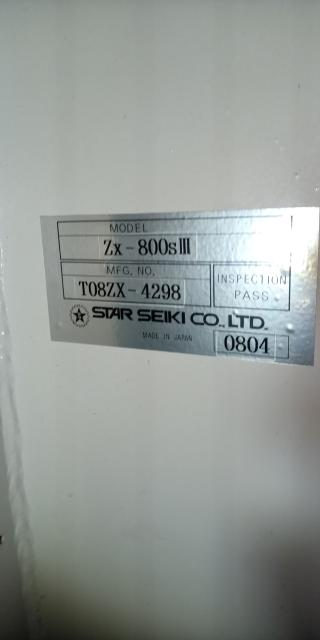 MODEL
Zx-800sⅢ
MFG. NO.
T08ZX-4298
INSPECTION
PASS
STAR SEIKI CO., LTD.
MADE IN JAPAN
0804